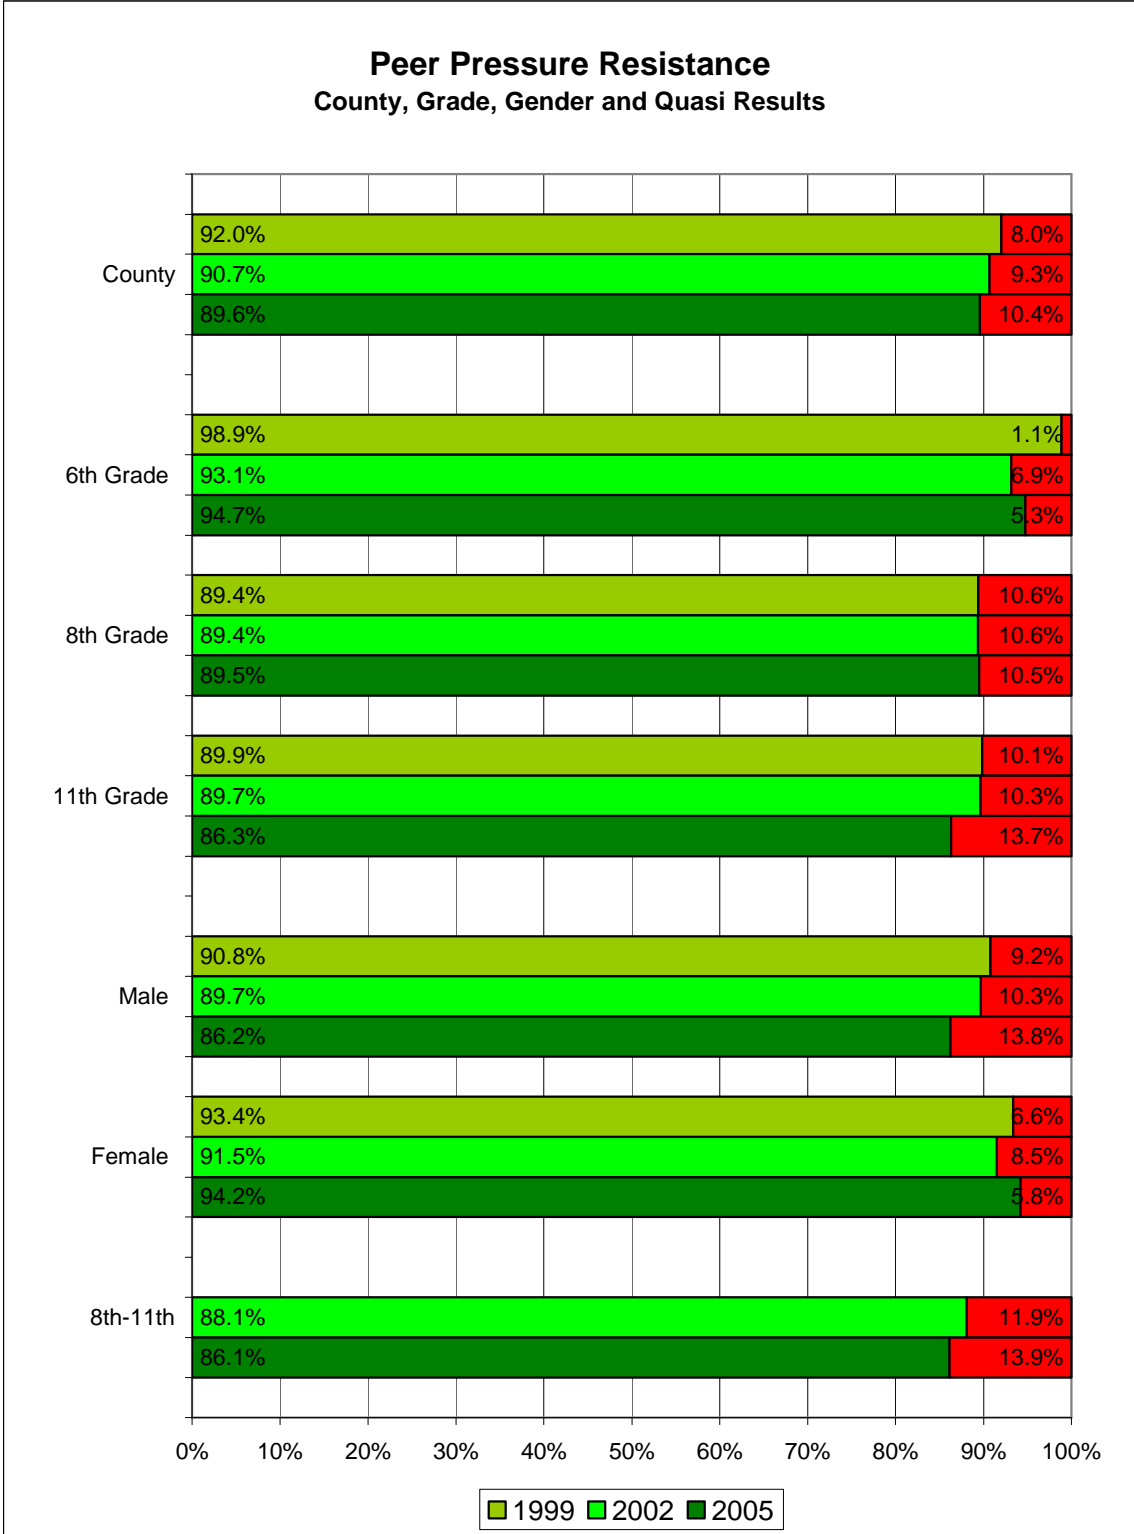 Peer Pressure Resistance
County, Grade, Gender and Quasi Results
92.0% 8.0%
County 90.7% 9.3%
89.6% 10.4%
98.9% 1.1%
6th Grade 93.1% 6.9%
94.7% 5.3%
89.4% 10.6%
8th Grade 89.4% 10.6%
89.5% 10.5%
89.9% 10.1%
11th Grade 89.7% 10.3%
86.3% 13.7%
90.8% 9.2%
Male 89.7% 10.3%
86.2% 13.8%
93.4% 6.6%
Female 91.5% 8.5%
94.2% 5.8%
8th-11th 88.1% 11.9%
86.1% 13.9%
0% 10% 20% 30% 40% 50% 60% 70% 80% 90% 100%
1999 2002 2005